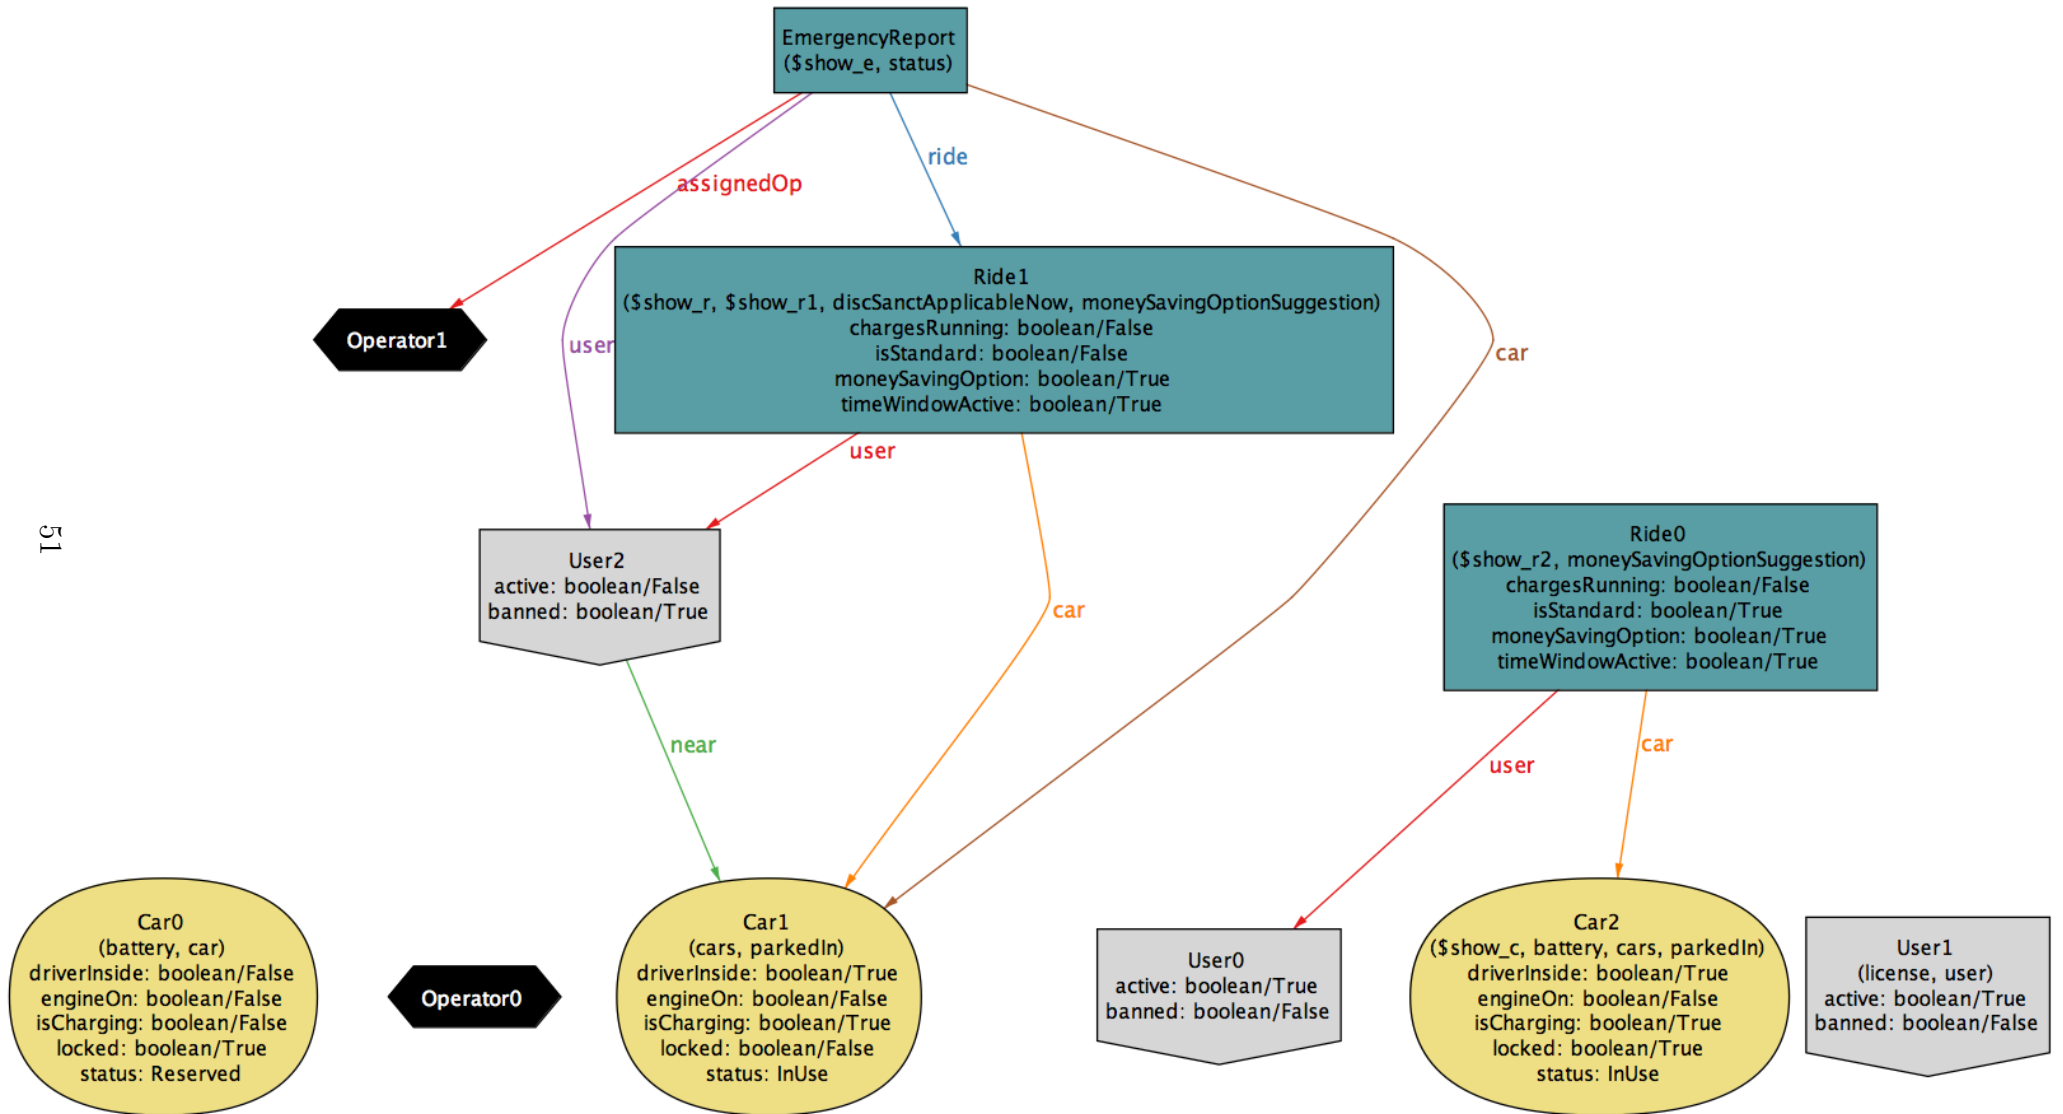 EmergencyReport
($show_e, status)
ride
assignedOp
Ride1
($show_r, $show_r1, discSanctApplicableNow, moneySavingOptionSuggestion)
chargesRunning: boolean/False
isStandard: boolean/False
moneySavingOption: boolean/True
timeWindowActive: boolean/True
Operator1
user
car
user
51
User2
active: boolean/False
banned: boolean/True
car
Ride0
($show_r2, moneySavingOptionSuggestion)
chargesRunning: boolean/False
isStandard: boolean/True
moneySavingOption: boolean/True
timeWindowActive: boolean/True
near
user
car
Car0
(battery, car)
driverInside: boolean/False
engineOn: boolean/False
isCharging: boolean/False
locked: boolean/True
status: Reserved
Operator0
Car1
(cars, parkedIn)
driverInside: boolean/True
engineOn: boolean/False
isCharging: boolean/True
locked: boolean/False
status: InUse
User0
active: boolean/True
banned: boolean/False
Car2
($show_c, battery, cars, parkedIn)
driverInside: boolean/True
engineOn: boolean/False
isCharging: boolean/True
locked: boolean/True
status: InUse
User1
(license, user)
active: boolean/True
banned: boolean/False